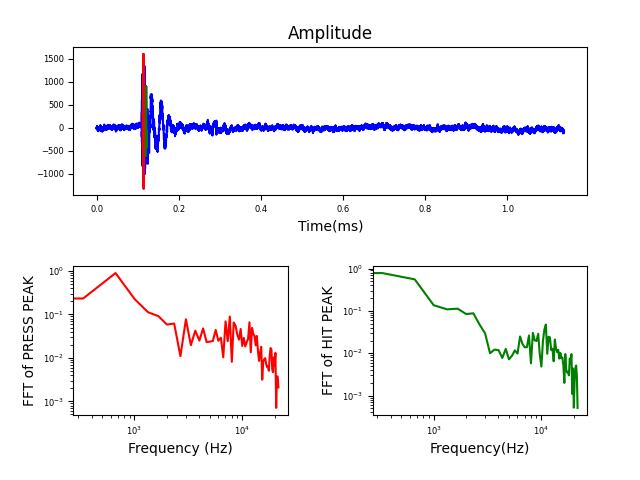 Amplitude
1500
1000
500
0
−500
−1000
0.0 0.2 0.4 0.6 0.8 1.0
Time(ms)
FFT of PRESS PEAK
10⁰
10⁻¹
10⁻²
10⁻³
10³ 10⁴
Frequency (Hz)
FFT of HIT PEAK
10⁰
10⁻¹
10⁻²
10⁻³
10³ 10⁴
Frequency(Hz)